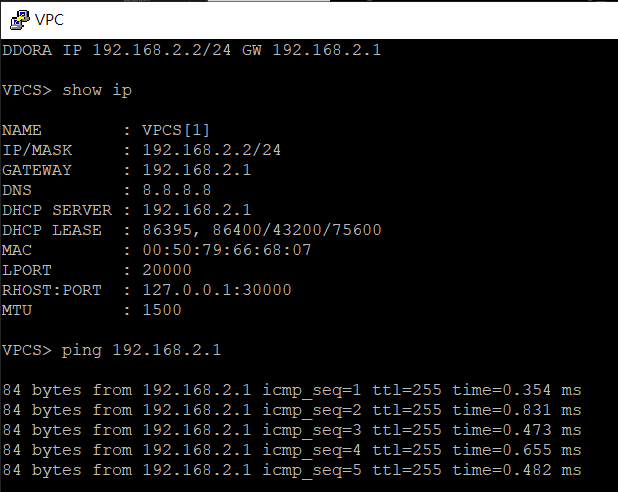 VPC
DDORA IP 192.168.2.2/24 GW 192.168.2.1
VPCS> show ip
NAME        : VPCS[1]
IP/MASK     : 192.168.2.2/24
GATEWAY     : 192.168.2.1
DNS         : 8.8.8.8
DHCP SERVER : 192.168.2.1
DHCP LEASE  : 86395, 86400/43200/75600
MAC         : 00:50:79:66:68:07
LPORT       : 20000
RHOST:PORT  : 127.0.0.1:30000
MTU         : 1500
VPCS> ping 192.168.2.1
84 bytes from 192.168.2.1 icmp_seq=1 ttl=255 time=0.354 ms
84 bytes from 192.168.2.1 icmp_seq=2 ttl=255 time=0.831 ms
84 bytes from 192.168.2.1 icmp_seq=3 ttl=255 time=0.473 ms
84 bytes from 192.168.2.1 icmp_seq=4 ttl=255 time=0.655 ms
84 bytes from 192.168.2.1 icmp_seq=5 ttl=255 time=0.482 ms